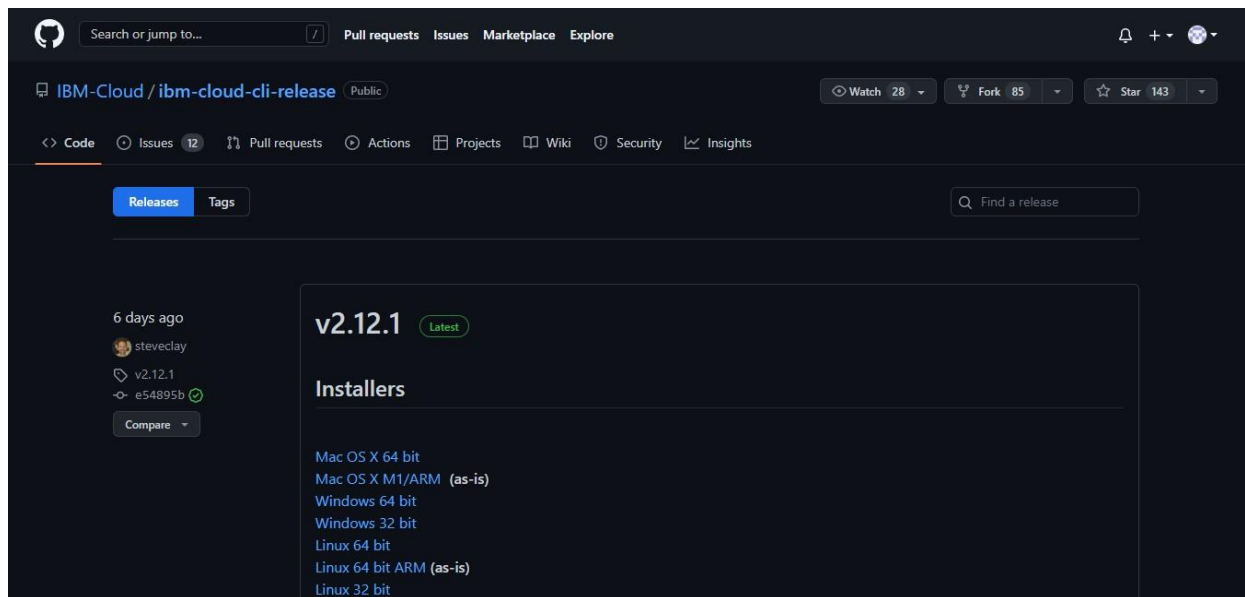 Search or jump to... / Pull requests Issues Marketplace Explore
IBM-Cloud / ibm-cloud-cli-release Public Watch 28 Fork 85 Star 143
<> Code Issues 12 Pull requests Actions Projects Wiki Security Insights
Releases Tags Find a release
6 days ago
steveclay
v2.12.1
e54895b
Compare
v2.12.1 Latest
Installers
Mac OS X 64 bit
Mac OS X M1/ARM (as-is)
Windows 64 bit
Windows 32 bit
Linux 64 bit
Linux 64 bit ARM (as-is)
Linux 32 bit